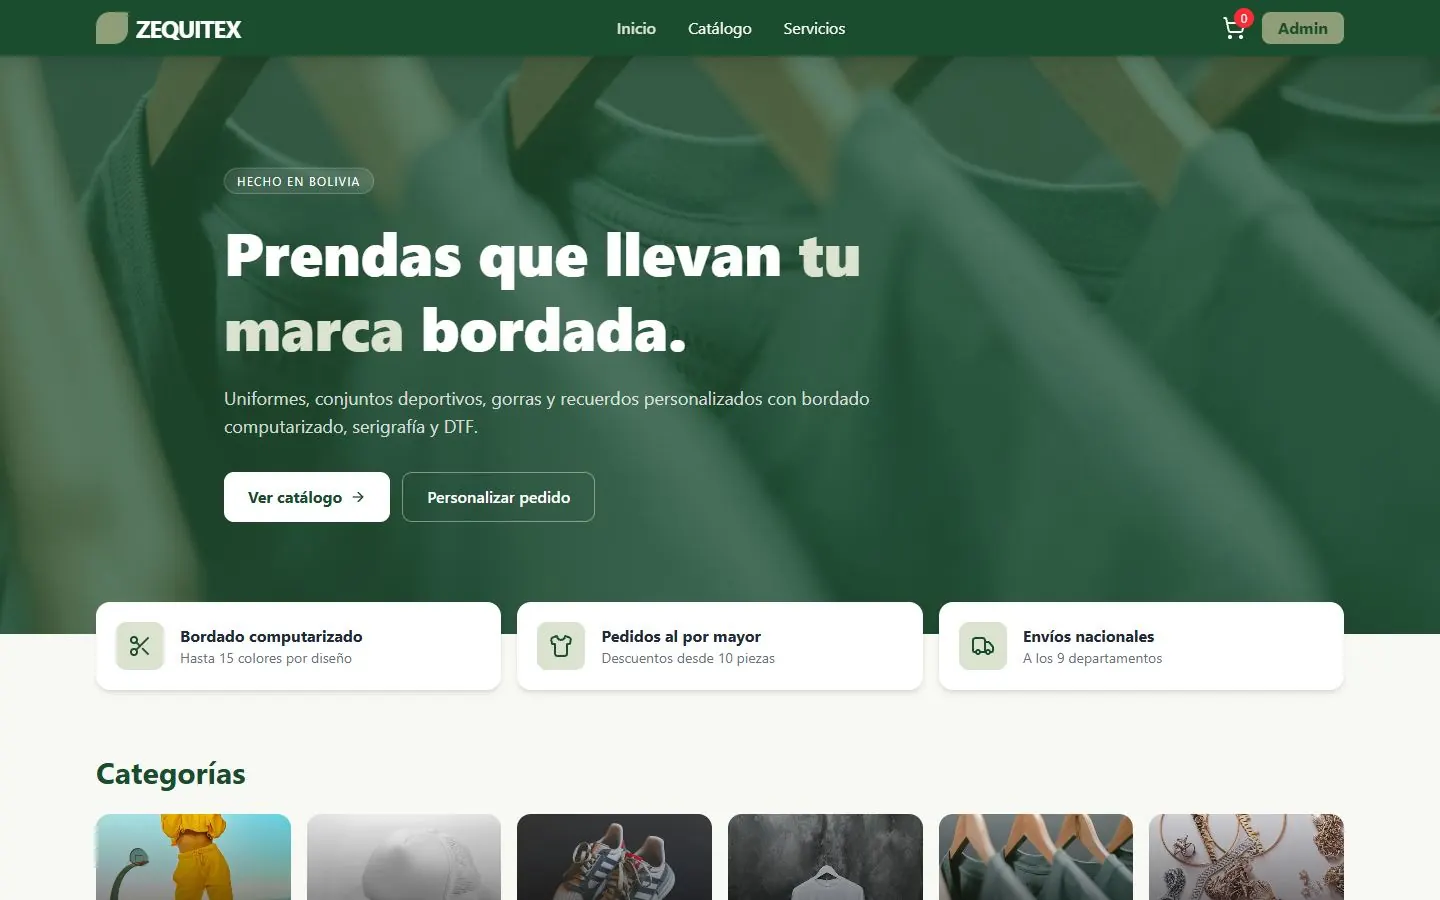 ZEQUITEX
Inicio
Catálogo
Servicios
0
Admin
HECHO EN BOLIVIA
Prendas que llevan tu
marca bordada.
Uniformes, conjuntos deportivos, gorras y recuerdos personalizados con bordado
computarizado, serigrafía y DTF.
Ver catálogo →
Personalizar pedido
Bordado computarizado
Hasta 15 colores por diseño
Pedidos al por mayor
Descuentos desde 10 piezas
Envíos nacionales
A los 9 departamentos
Categorías